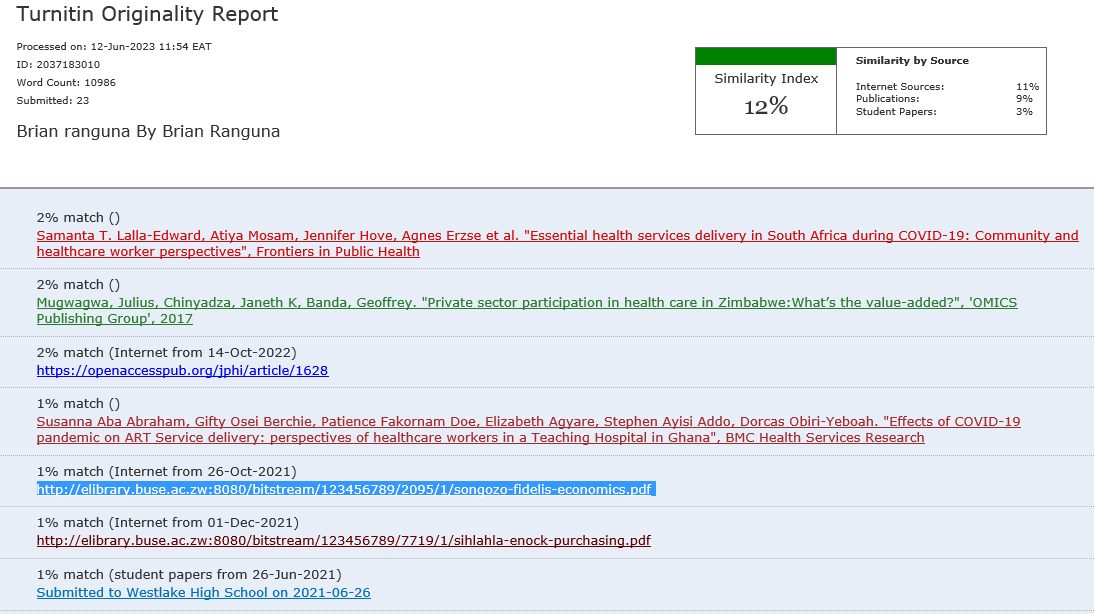 Turnitin Originality Report
Processed on: 12-Jun-2023 11:54 EAT
ID: 2037183010
Word Count: 10986
Submitted: 23
Brian ranguna By Brian Ranguna
Similarity Index
12%
Similarity by Source
Internet Sources: 11%
Publications: 9%
Student Papers: 3%
2% match ()
Samanta T. Lalla-Edward, Atiya Mosam, Jennifer Hove, Agnes Erzse et al. "Essential health services delivery in South Africa during COVID-19: Community and
healthcare worker perspectives", Frontiers in Public Health
2% match ()
Mugwagwa, Julius, Chinyadza, Janeth K, Banda, Geoffrey. "Private sector participation in health care in Zimbabwe:What’s the value-added?", 'OMICS
Publishing Group', 2017
2% match (Internet from 14-Oct-2022)
https://openaccesspub.org/jphi/article/1628
1% match ()
Susanna Aba Abraham, Gifty Osei Berchie, Patience Fakornam Doe, Elizabeth Agyare, Stephen Ayisi Addo, Dorcas Obiri-Yeboah. "Effects of COVID-19
pandemic on ART Service delivery: perspectives of healthcare workers in a Teaching Hospital in Ghana", BMC Health Services Research
1% match (Internet from 26-Oct-2021)
http://elibrary.buse.ac.zw:8080/bitstream/123456789/2095/1/songozo-fidelis-economics.pdf
1% match (Internet from 01-Dec-2021)
http://elibrary.buse.ac.zw:8080/bitstream/123456789/7719/1/sihlahla-enock-purchasing.pdf
1% match (student papers from 26-Jun-2021)
Submitted to Westlake High School on 2021-06-26